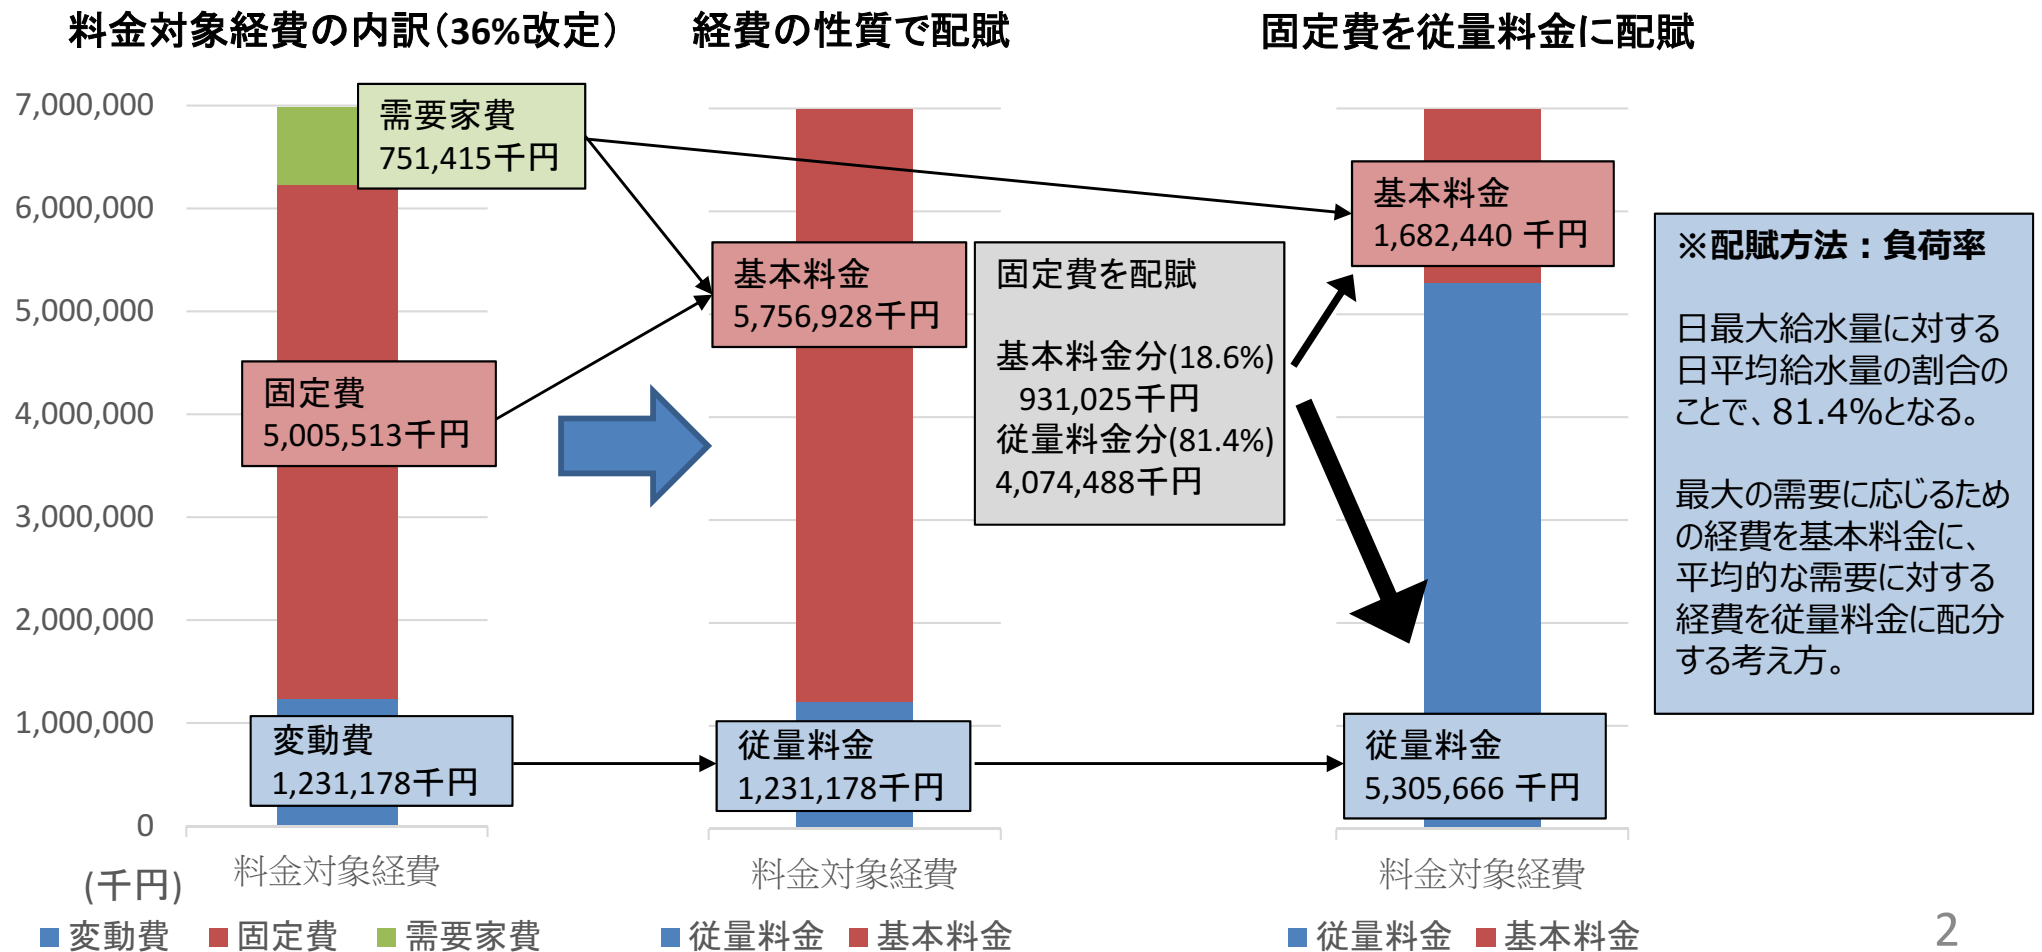 料金対象経費の内訳（36%改定）
経費の性質で配賦
固定費を従量料金に配賦
7,000,000
6,000,000
5,000,000
4,000,000
3,000,000
2,000,000
1,000,000
0
(千円)
需要家費
751,415千円
固定費
5,005,513千円
変動費
1,231,178千円
料金対象経費
変動費
固定費
需要家費
基本料金
5,756,928千円
従量料金
1,231,178千円
料金対象経費
従量料金
基本料金
固定費を配賦
基本料金分(18.6%)
931,025千円
従量料金分(81.4%)
4,074,488千円
基本料金
1,682,440 千円
従量料金
5,305,666 千円
料金対象経費
従量料金
基本料金
※配賦方法：負荷率
日最大給水量に対する
日平均給水量の割合の
ことで、81.4%となる。
最大の需要に応じるため
の経費を基本料金に、
平均的な需要に対する
経費を従量料金に配分
する考え方。
2